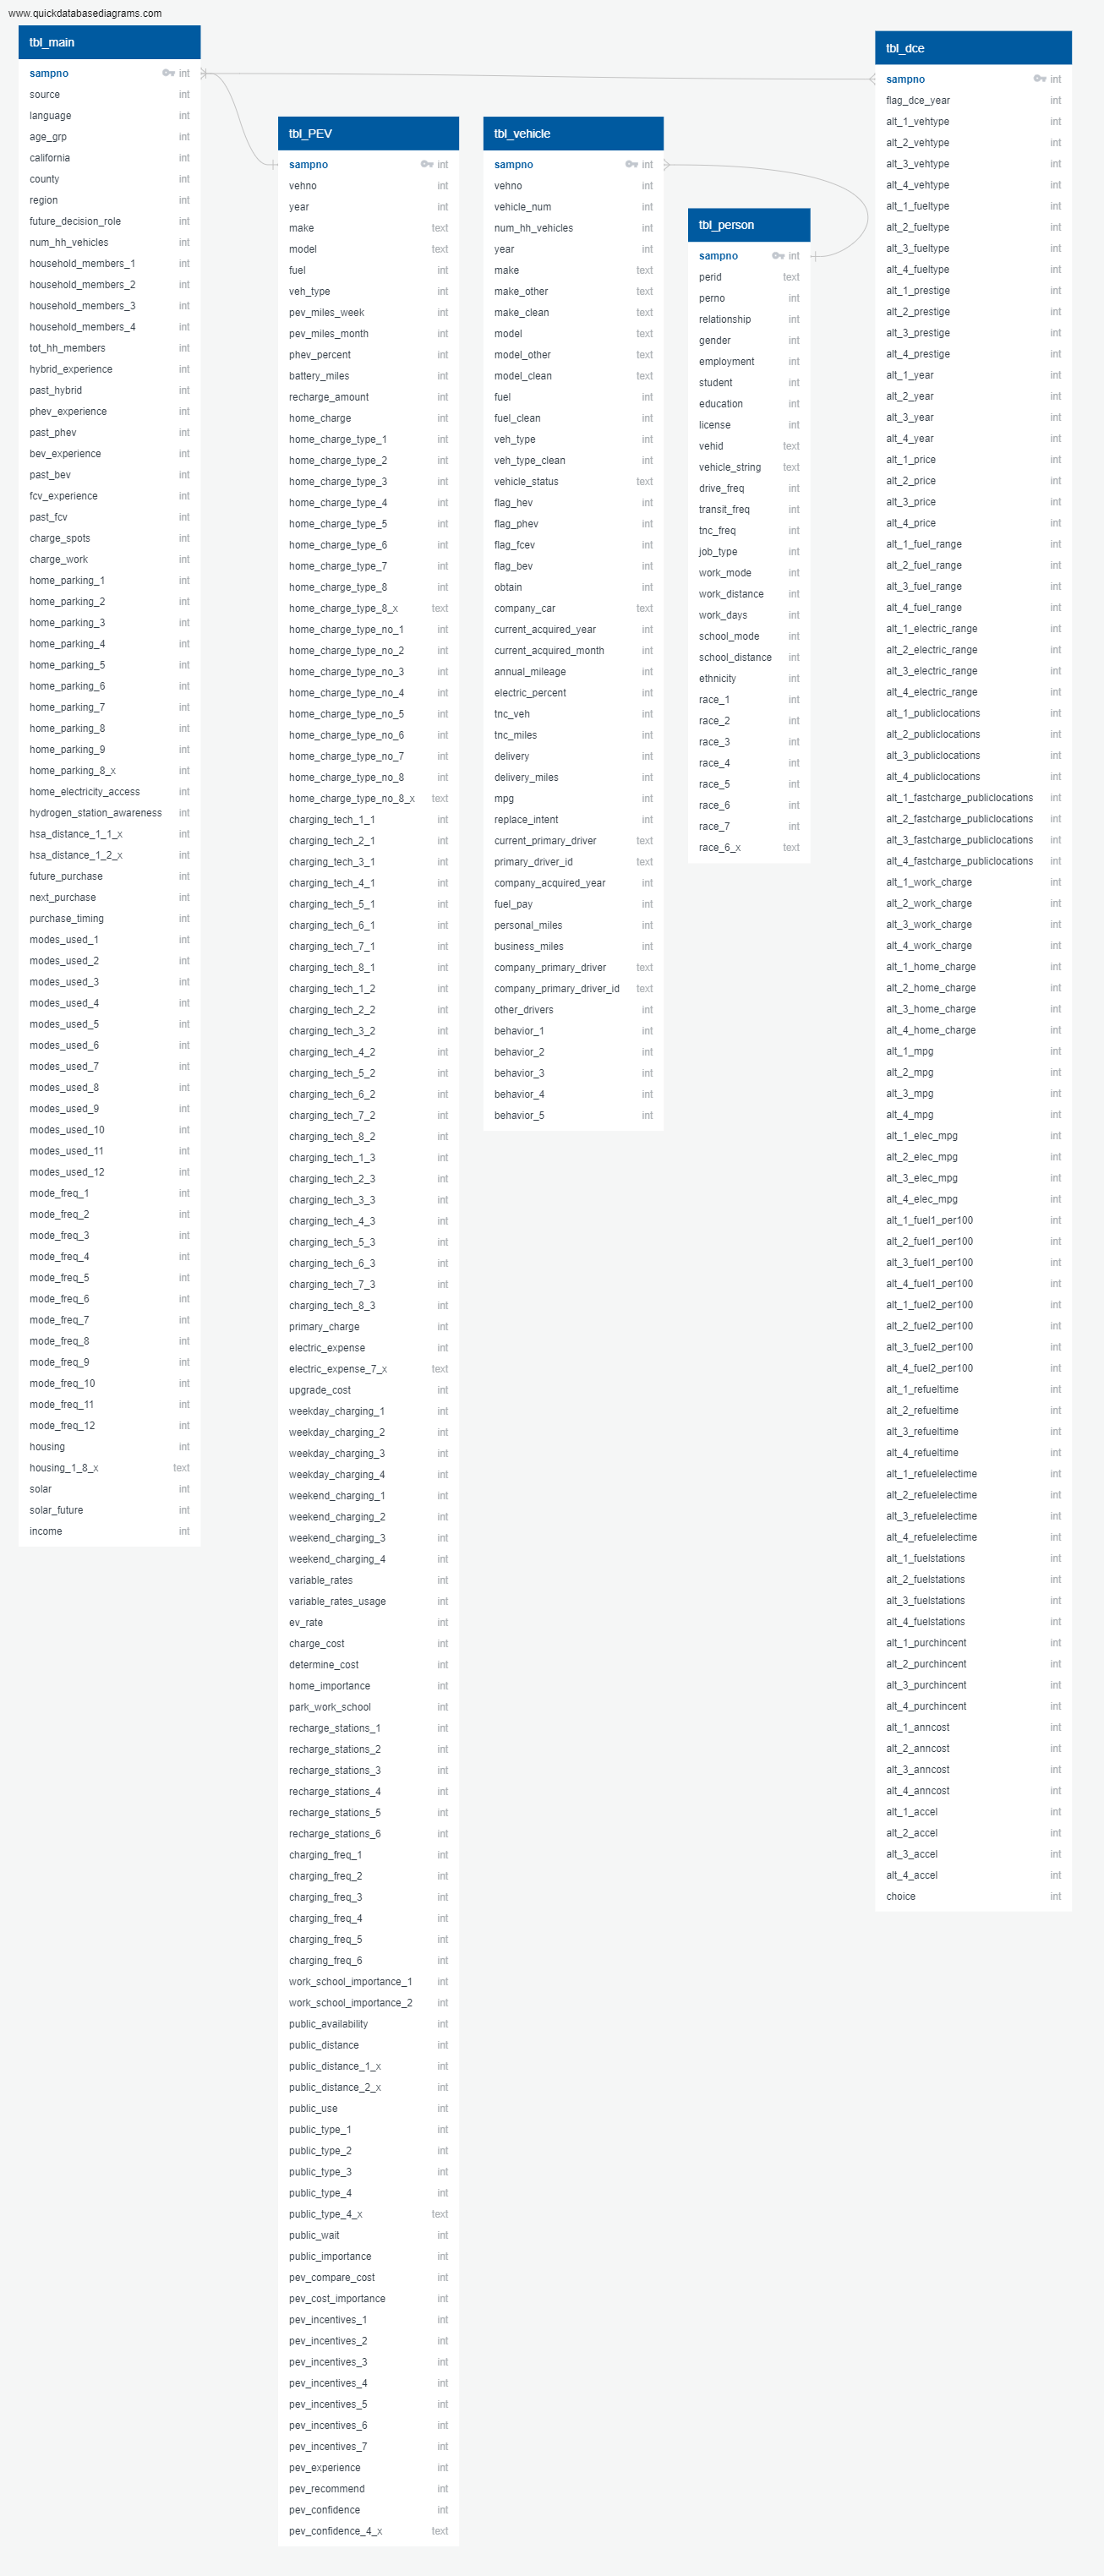 www.quickdatabasediagrams.com
tbl_main
sampno int
source int
language int
age_grp int
california int
county int
region int
future_decision_role int
num_hh_vehicles int
household_members_1 int
household_members_2 int
household_members_3 int
household_members_4 int
tot_hh_members int
hybrid_experience int
past_hybrid int
phev_experience int
past_phev int
bev_experience int
past_bev int
fcv_experience int
past_fcv int
charge_spots int
charge_work int
home_parking_1 int
home_parking_2 int
home_parking_3 int
home_parking_4 int
home_parking_5 int
home_parking_6 int
home_parking_7 int
home_parking_8 int
home_parking_9 int
home_parking_8_x int
home_electricity_access int
hydrogen_station_awareness int
hsa_distance_1_1_x int
hsa_distance_1_2_x int
future_purchase int
next_purchase int
purchase_timing int
modes_used_1 int
modes_used_2 int
modes_used_3 int
modes_used_4 int
modes_used_5 int
modes_used_6 int
modes_used_7 int
modes_used_8 int
modes_used_9 int
modes_used_10 int
modes_used_11 int
modes_used_12 int
mode_freq_1 int
mode_freq_2 int
mode_freq_3 int
mode_freq_4 int
mode_freq_5 int
mode_freq_6 int
mode_freq_7 int
mode_freq_8 int
mode_freq_9 int
mode_freq_10 int
mode_freq_11 int
mode_freq_12 int
housing int
housing_1_8_x text
solar int
solar_future int
income int
tbl_PEV
sampno int
vehno int
year int
make text
model text
fuel int
veh_type int
pev_miles_week int
pev_miles_month int
phev_percent int
battery_miles int
recharge_amount int
home_charge int
home_charge_type_1 int
home_charge_type_2 int
home_charge_type_3 int
home_charge_type_4 int
home_charge_type_5 int
home_charge_type_6 int
home_charge_type_7 int
home_charge_type_8 int
home_charge_type_8_x text
home_charge_type_no_1 int
home_charge_type_no_2 int
home_charge_type_no_3 int
home_charge_type_no_4 int
home_charge_type_no_5 int
home_charge_type_no_6 int
home_charge_type_no_7 int
home_charge_type_no_8 int
home_charge_type_no_8_x text
charging_tech_1_1 int
charging_tech_2_1 int
charging_tech_3_1 int
charging_tech_4_1 int
charging_tech_5_1 int
charging_tech_6_1 int
charging_tech_7_1 int
charging_tech_8_1 int
charging_tech_1_2 int
charging_tech_2_2 int
charging_tech_3_2 int
charging_tech_4_2 int
charging_tech_5_2 int
charging_tech_6_2 int
charging_tech_7_2 int
charging_tech_8_2 int
charging_tech_1_3 int
charging_tech_2_3 int
charging_tech_3_3 int
charging_tech_4_3 int
charging_tech_5_3 int
charging_tech_6_3 int
charging_tech_7_3 int
charging_tech_8_3 int
primary_charge int
electric_expense int
electric_expense_7_x text
upgrade_cost int
weekday_charging_1 int
weekday_charging_2 int
weekday_charging_3 int
weekday_charging_4 int
weekend_charging_1 int
weekend_charging_2 int
weekend_charging_3 int
weekend_charging_4 int
variable_rates int
variable_rates_usage int
ev_rate int
charge_cost int
determine_cost int
home_importance int
park_work_school int
recharge_stations_1 int
recharge_stations_2 int
recharge_stations_3 int
recharge_stations_4 int
recharge_stations_5 int
recharge_stations_6 int
charging_freq_1 int
charging_freq_2 int
charging_freq_3 int
charging_freq_4 int
charging_freq_5 int
charging_freq_6 int
work_school_importance_1 int
work_school_importance_2 int
public_availability int
public_distance int
public_distance_1_x int
public_distance_2_x int
public_use int
public_type_1 int
public_type_2 int
public_type_3 int
public_type_4 int
public_type_4_x text
public_wait int
public_importance int
pev_compare_cost int
pev_cost_importance int
pev_incentives_1 int
pev_incentives_2 int
pev_incentives_3 int
pev_incentives_4 int
pev_incentives_5 int
pev_incentives_6 int
pev_incentives_7 int
pev_experience int
pev_recommend int
pev_confidence int
pev_confidence_4_x text
tbl_vehicle
sampno int
vehno int
vehicle_num int
num_hh_vehicles int
year int
make text
make_other text
make_clean text
model text
model_other text
model_clean text
fuel int
fuel_clean int
veh_type int
veh_type_clean int
vehicle_status text
flag_hev int
flag_phev int
flag_fcev int
flag_bev int
obtain int
company_car text
current_acquired_year int
current_acquired_month int
annual_mileage int
electric_percent int
tnc_veh int
tnc_miles int
delivery int
delivery_miles int
mpg int
replace_intent int
current_primary_driver text
primary_driver_id text
company_acquired_year int
fuel_pay int
personal_miles int
business_miles int
company_primary_driver text
company_primary_driver_id text
other_drivers int
behavior_1 int
behavior_2 int
behavior_3 int
behavior_4 int
behavior_5 int
tbl_person
sampno int
perid text
perno int
relationship int
gender int
employment int
student int
education int
license int
vehid text
vehicle_string text
drive_freq int
transit_freq int
tnc_freq int
job_type int
work_mode int
work_distance int
work_days int
school_mode int
school_distance int
ethnicity int
race_1 int
race_2 int
race_3 int
race_4 int
race_5 int
race_6 int
race_7 int
race_6_x text
tbl_dce
sampno int
flag_dce_year int
alt_1_vehtype int
alt_2_vehtype int
alt_3_vehtype int
alt_4_vehtype int
alt_1_fueltype int
alt_2_fueltype int
alt_3_fueltype int
alt_4_fueltype int
alt_1_prestige int
alt_2_prestige int
alt_3_prestige int
alt_4_prestige int
alt_1_year int
alt_2_year int
alt_3_year int
alt_4_year int
alt_1_price int
alt_2_price int
alt_3_price int
alt_4_price int
alt_1_fuel_range int
alt_2_fuel_range int
alt_3_fuel_range int
alt_4_fuel_range int
alt_1_electric_range int
alt_2_electric_range int
alt_3_electric_range int
alt_4_electric_range int
alt_1_publiclocations int
alt_2_publiclocations int
alt_3_publiclocations int
alt_4_publiclocations int
alt_1_fastcharge_publiclocations int
alt_2_fastcharge_publiclocations int
alt_3_fastcharge_publiclocations int
alt_4_fastcharge_publiclocations int
alt_1_work_charge int
alt_2_work_charge int
alt_3_work_charge int
alt_4_work_charge int
alt_1_home_charge int
alt_2_home_charge int
alt_3_home_charge int
alt_4_home_charge int
alt_1_mpg int
alt_2_mpg int
alt_3_mpg int
alt_4_mpg int
alt_1_elec_mpg int
alt_2_elec_mpg int
alt_3_elec_mpg int
alt_4_elec_mpg int
alt_1_fuel1_per100 int
alt_2_fuel1_per100 int
alt_3_fuel1_per100 int
alt_4_fuel1_per100 int
alt_1_fuel2_per100 int
alt_2_fuel2_per100 int
alt_3_fuel2_per100 int
alt_4_fuel2_per100 int
alt_1_refueltime int
alt_2_refueltime int
alt_3_refueltime int
alt_4_refueltime int
alt_1_refuelelectime int
alt_2_refuelelectime int
alt_3_refuelelectime int
alt_4_refuelelectime int
alt_1_fuelstations int
alt_2_fuelstations int
alt_3_fuelstations int
alt_4_fuelstations int
alt_1_purchincent int
alt_2_purchincent int
alt_3_purchincent int
alt_4_purchincent int
alt_1_anncost int
alt_2_anncost int
alt_3_anncost int
alt_4_anncost int
alt_1_accel int
alt_2_accel int
alt_3_accel int
alt_4_accel int
choice int